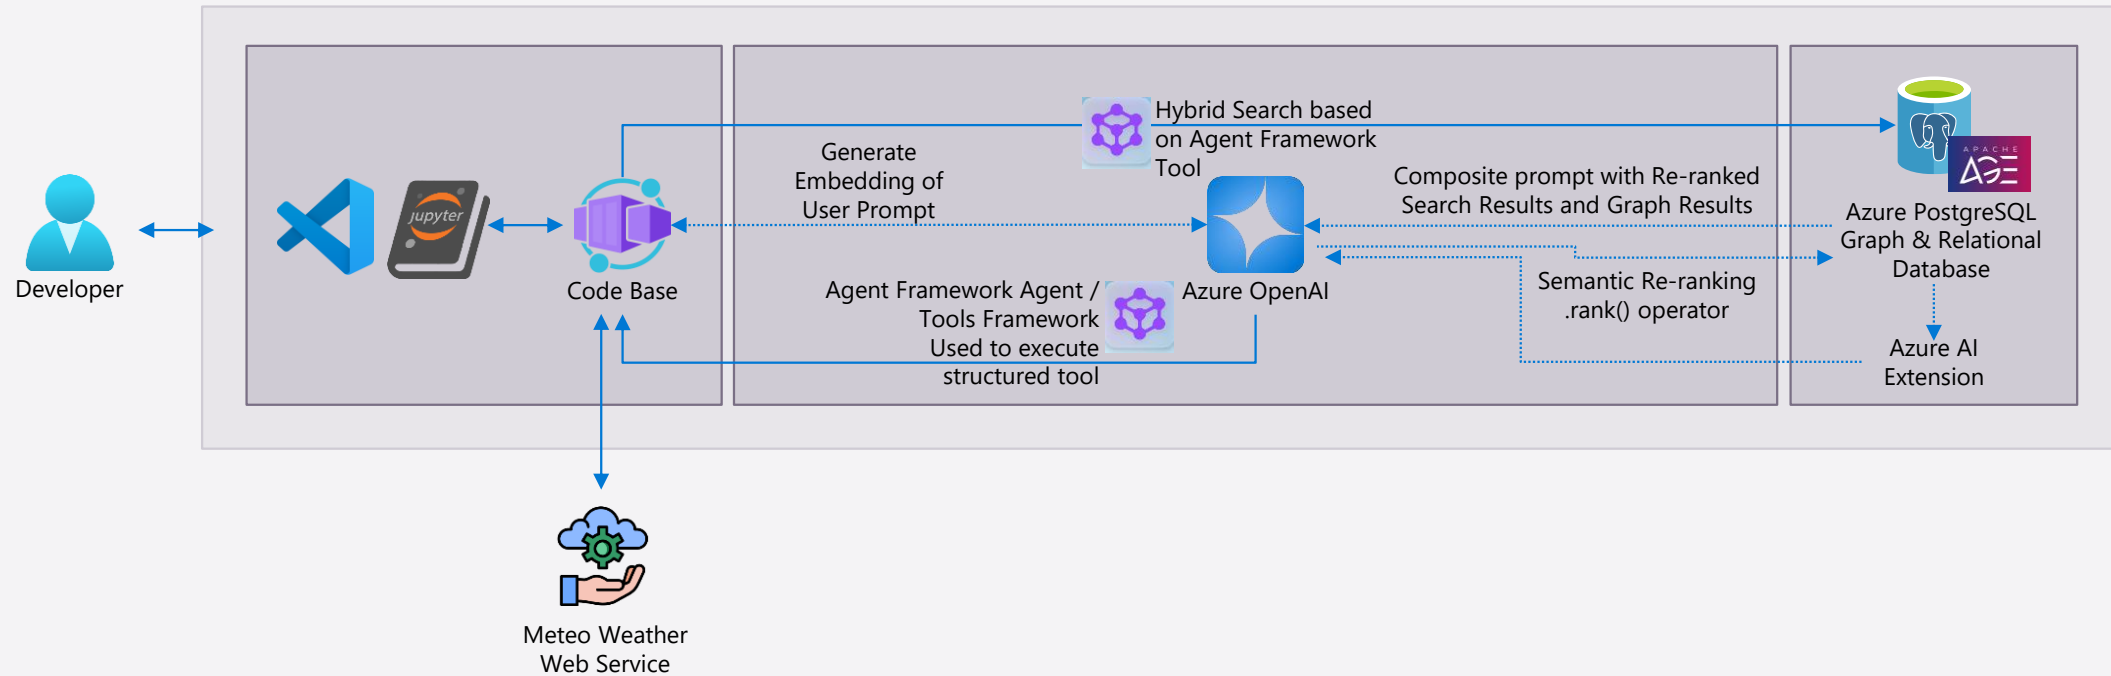 Developer
jupyter
Code Base
Generate
Embedding of
User Prompt
Hybrid Search based
on Agent Framework
Tool
Agent Framework Agent /
Tools Framework
Used to execute
structured tool
Azure OpenAI
Composite prompt with Re-ranked
Search Results and Graph Results
Semantic Re-ranking
.rank() operator
APACHE
AGE
Azure PostgreSQL
Graph & Relational
Database
Azure AI
Extension
Meteo Weather
Web Service